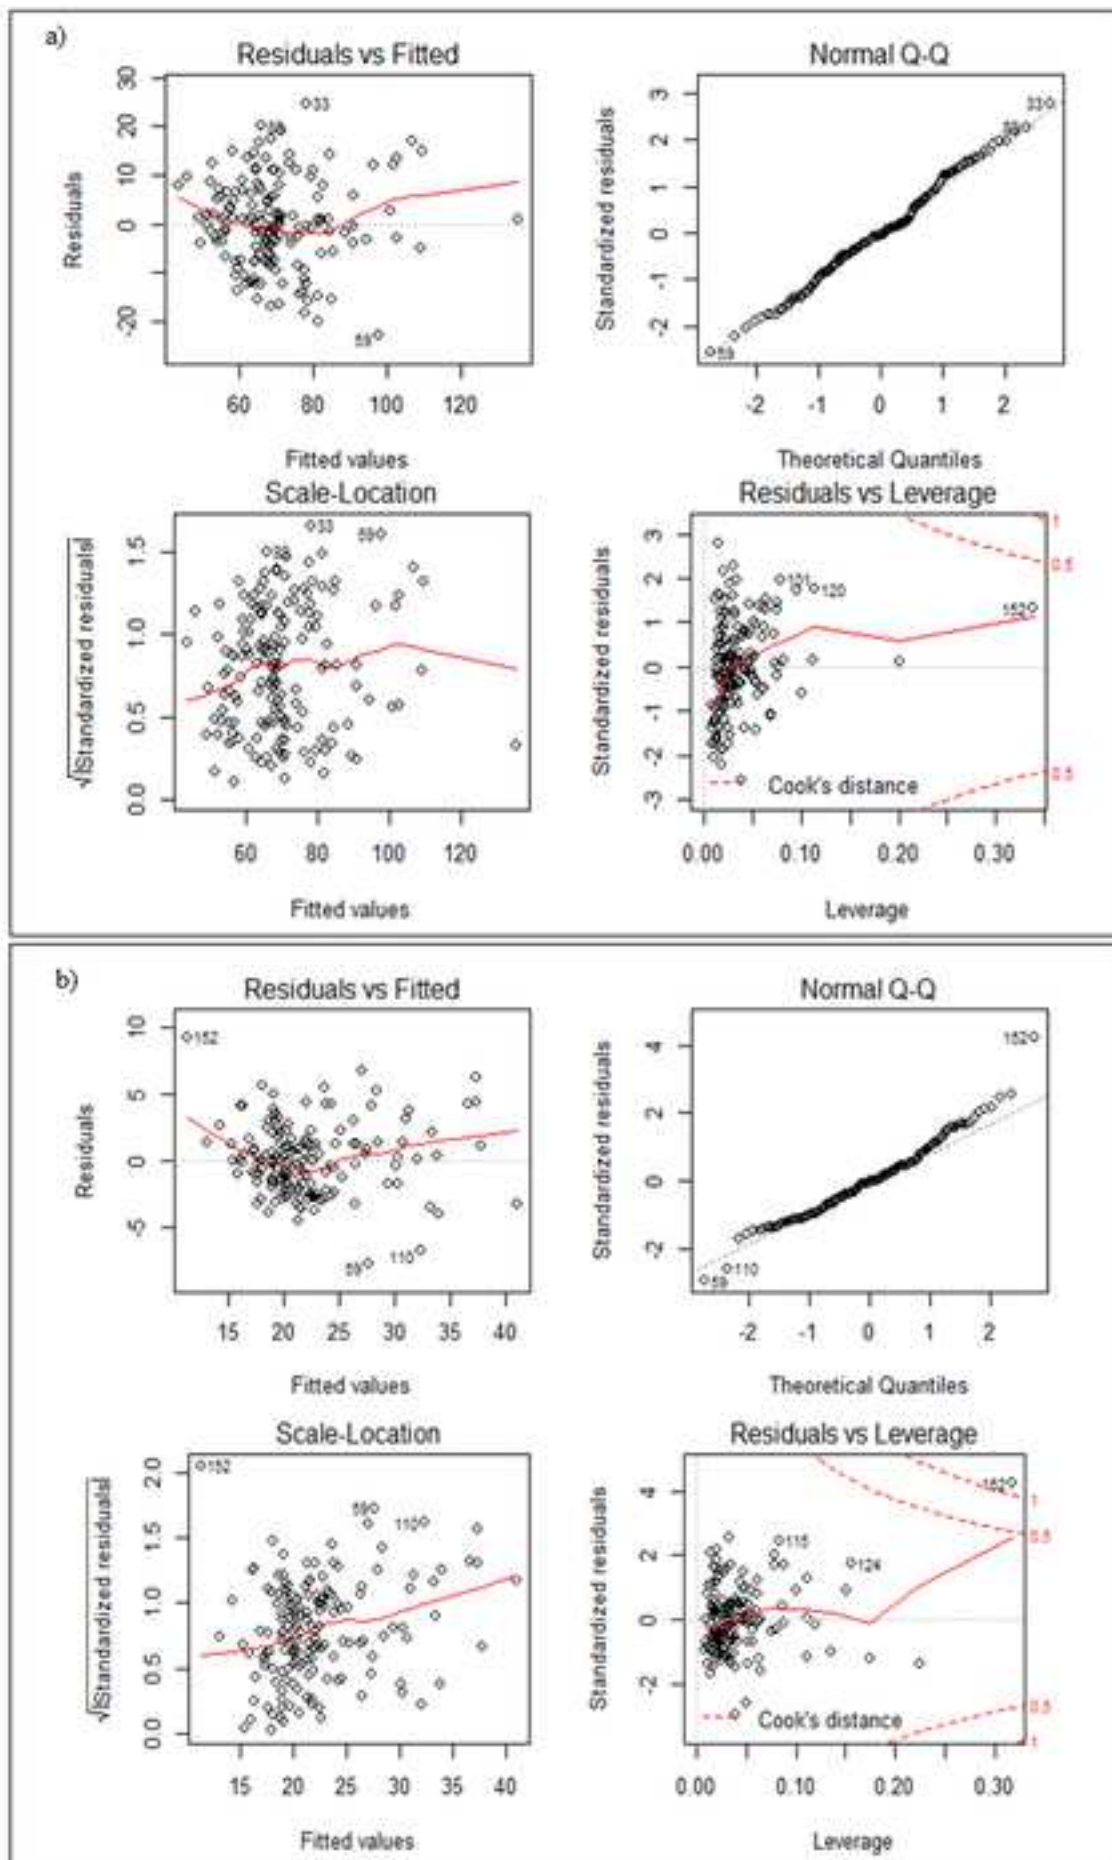 a)
Residuals vs Fitted
Residuals
30
20
10
0
-20
33
59
60 80 100 120
Fitted values
Normal Q-Q
Standardized residuals
3
2
1
0
-1
-2
33
59
-2 -1 0 1 2
Theoretical Quantiles
Scale-Location
√|Standardized residuals|
1.5
1.0
0.5
0.0
33
59
60 80 100 120
Fitted values
Residuals vs Leverage
Standardized residuals
3
2
1
0
-1
-2
-3
101
120
152
1
0.5
0.5
Cook's distance
0.00 0.10 0.20 0.30
Leverage
b)
Residuals vs Fitted
Residuals
10
5
0
-5
152
59
110
15 20 25 30 35 40
Fitted values
Normal Q-Q
Standardized residuals
4
2
0
-2
152
110
59
-2 -1 0 1 2
Theoretical Quantiles
Scale-Location
√|Standardized residuals|
2.0
1.5
1.0
0.5
0.0
152
59
110
15 20 25 30 35 40
Fitted values
Residuals vs Leverage
Standardized residuals
4
2
0
-2
152
115
124
1
0.5
0.5
1
Cook's distance
0.00 0.10 0.20 0.30
Leverage